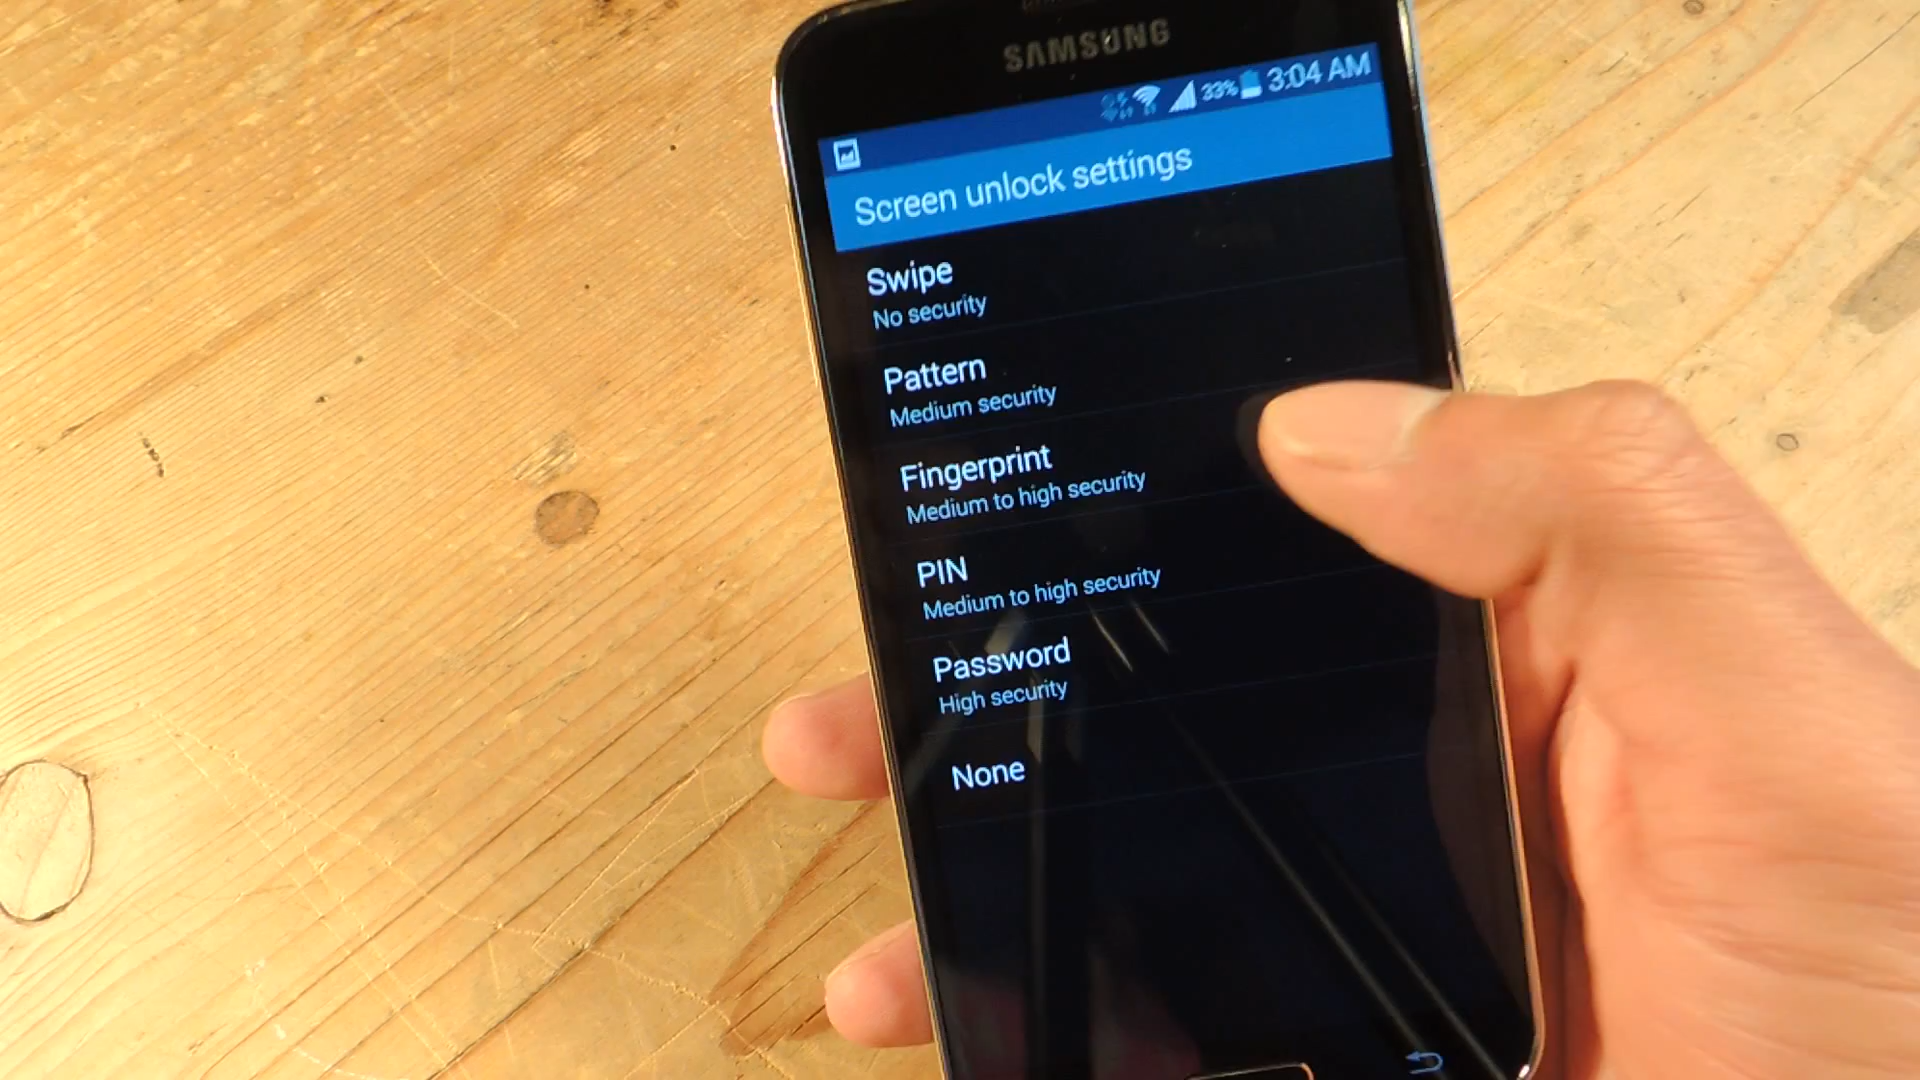 SAMSUNG
33% 3:04 AM
Screen unlock settings
Swipe
No security
Pattern
Medium security
Fingerprint
Medium to high security
PIN
Medium to high security
Password
High security
None